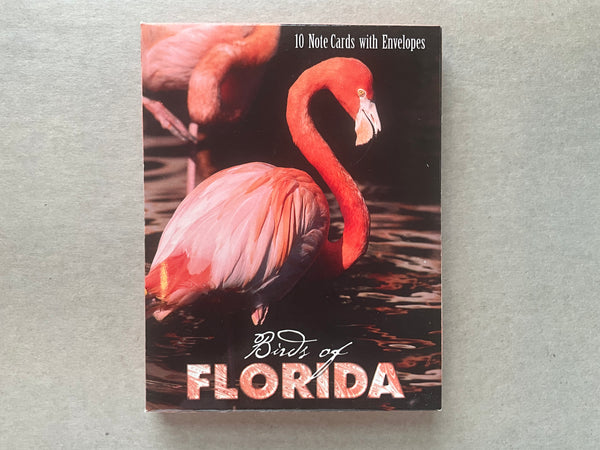 10 Note Cards with Envelopes
Birds of
FLORIDA